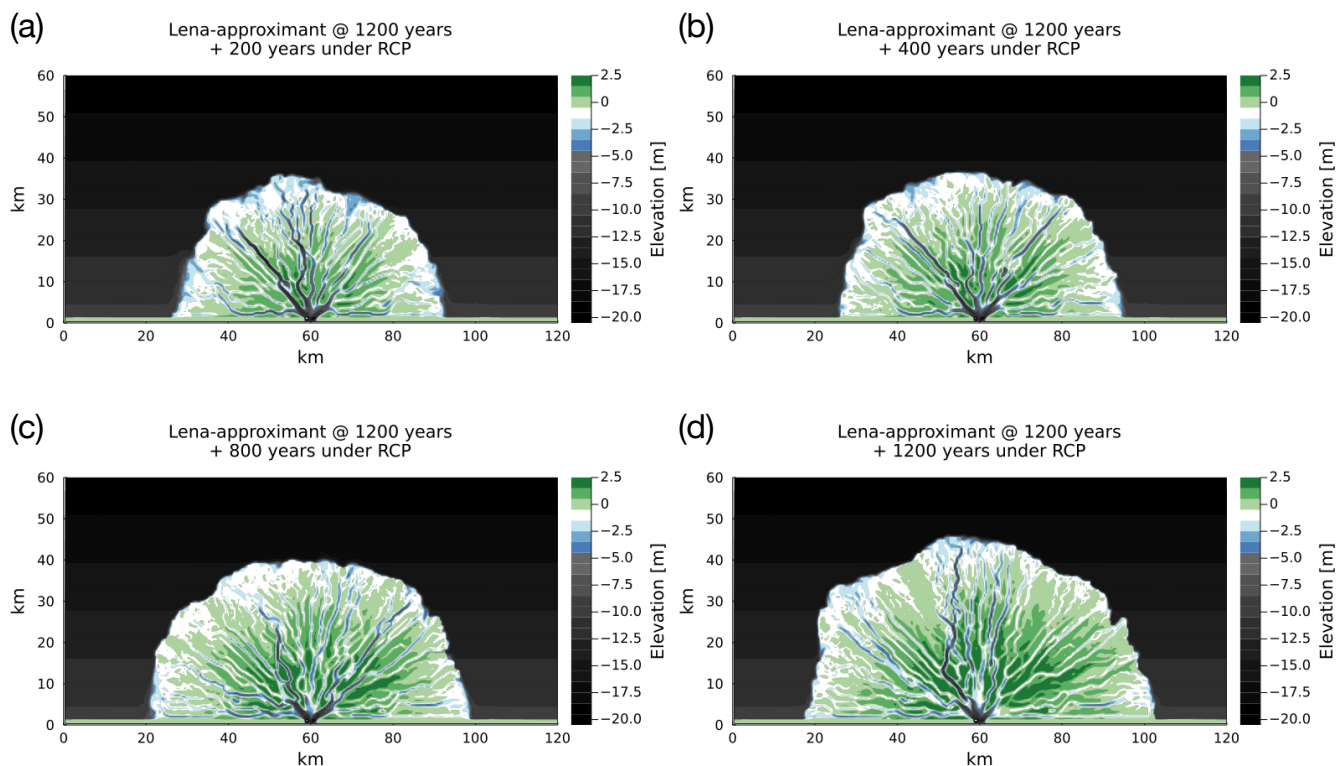 (a)
Lena-approximant @ 1200 years
+ 200 years under RCP
60
50
40
30
20
10
0
km
0 20 40 60 80 100 120
km
2.5
0
−2.5
−5.0
−7.5
−10.0
−12.5
−15.0
−17.5
−20.0
Elevation [m]
(b)
Lena-approximant @ 1200 years
+ 400 years under RCP
60
50
40
30
20
10
0
km
0 20 40 60 80 100 120
km
2.5
0
−2.5
−5.0
−7.5
−10.0
−12.5
−15.0
−17.5
−20.0
Elevation [m]
(c)
Lena-approximant @ 1200 years
+ 800 years under RCP
60
50
40
30
20
10
0
km
0 20 40 60 80 100 120
km
2.5
0
−2.5
−5.0
−7.5
−10.0
−12.5
−15.0
−17.5
−20.0
Elevation [m]
(d)
Lena-approximant @ 1200 years
+ 1200 years under RCP
60
50
40
30
20
10
0
km
0 20 40 60 80 100 120
km
2.5
0
−2.5
−5.0
−7.5
−10.0
−12.5
−15.0
−17.5
−20.0
Elevation [m]